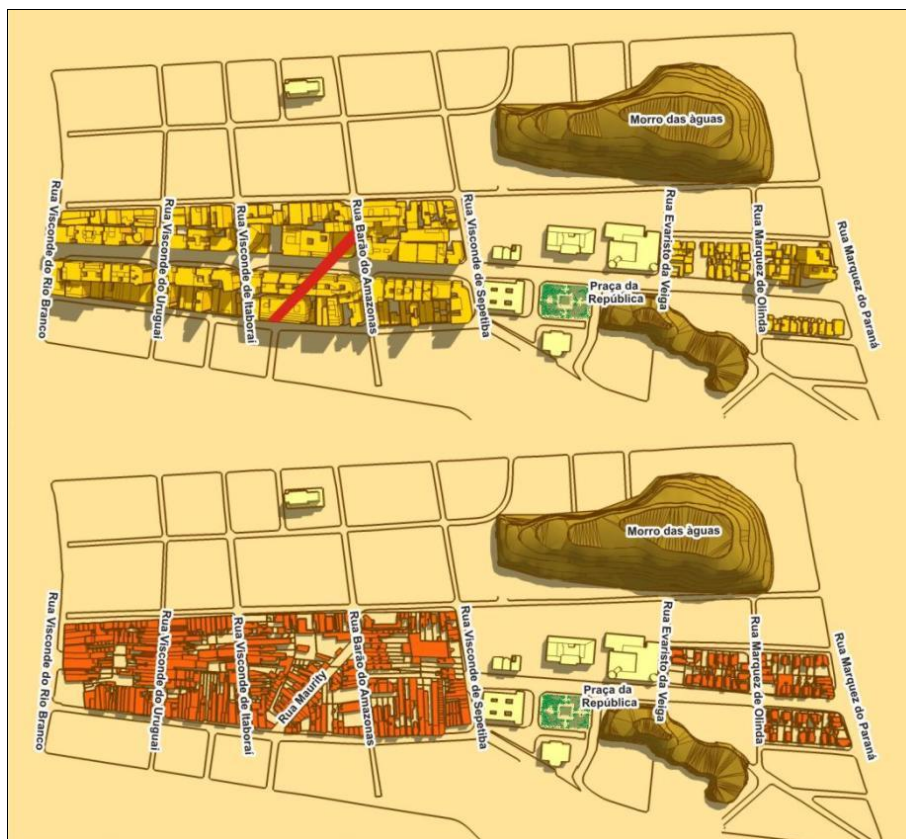 Morro das àguas
Rua Visconde do Rio Branco
Rua Visconde do Uruguai
Rua Visconde de Itaboraí
Rua Barão do Amazonas
Rua Visconde de Sepetiba
Rua Evaristo da Veiga
Rua Marquez de Olinda
Rua Marquez do Paraná
Praça da
República
Morro das àguas
Rua Visconde do Rio Branco
Rua Visconde do Uruguai
Rua Visconde de Itaboraí
Rua Maurity
Rua Barão do Amazonas
Rua Visconde de Sepetiba
Rua Evaristo da Veiga
Rua Marquez de Olinda
Rua Marquez do Paraná
Praça da
República